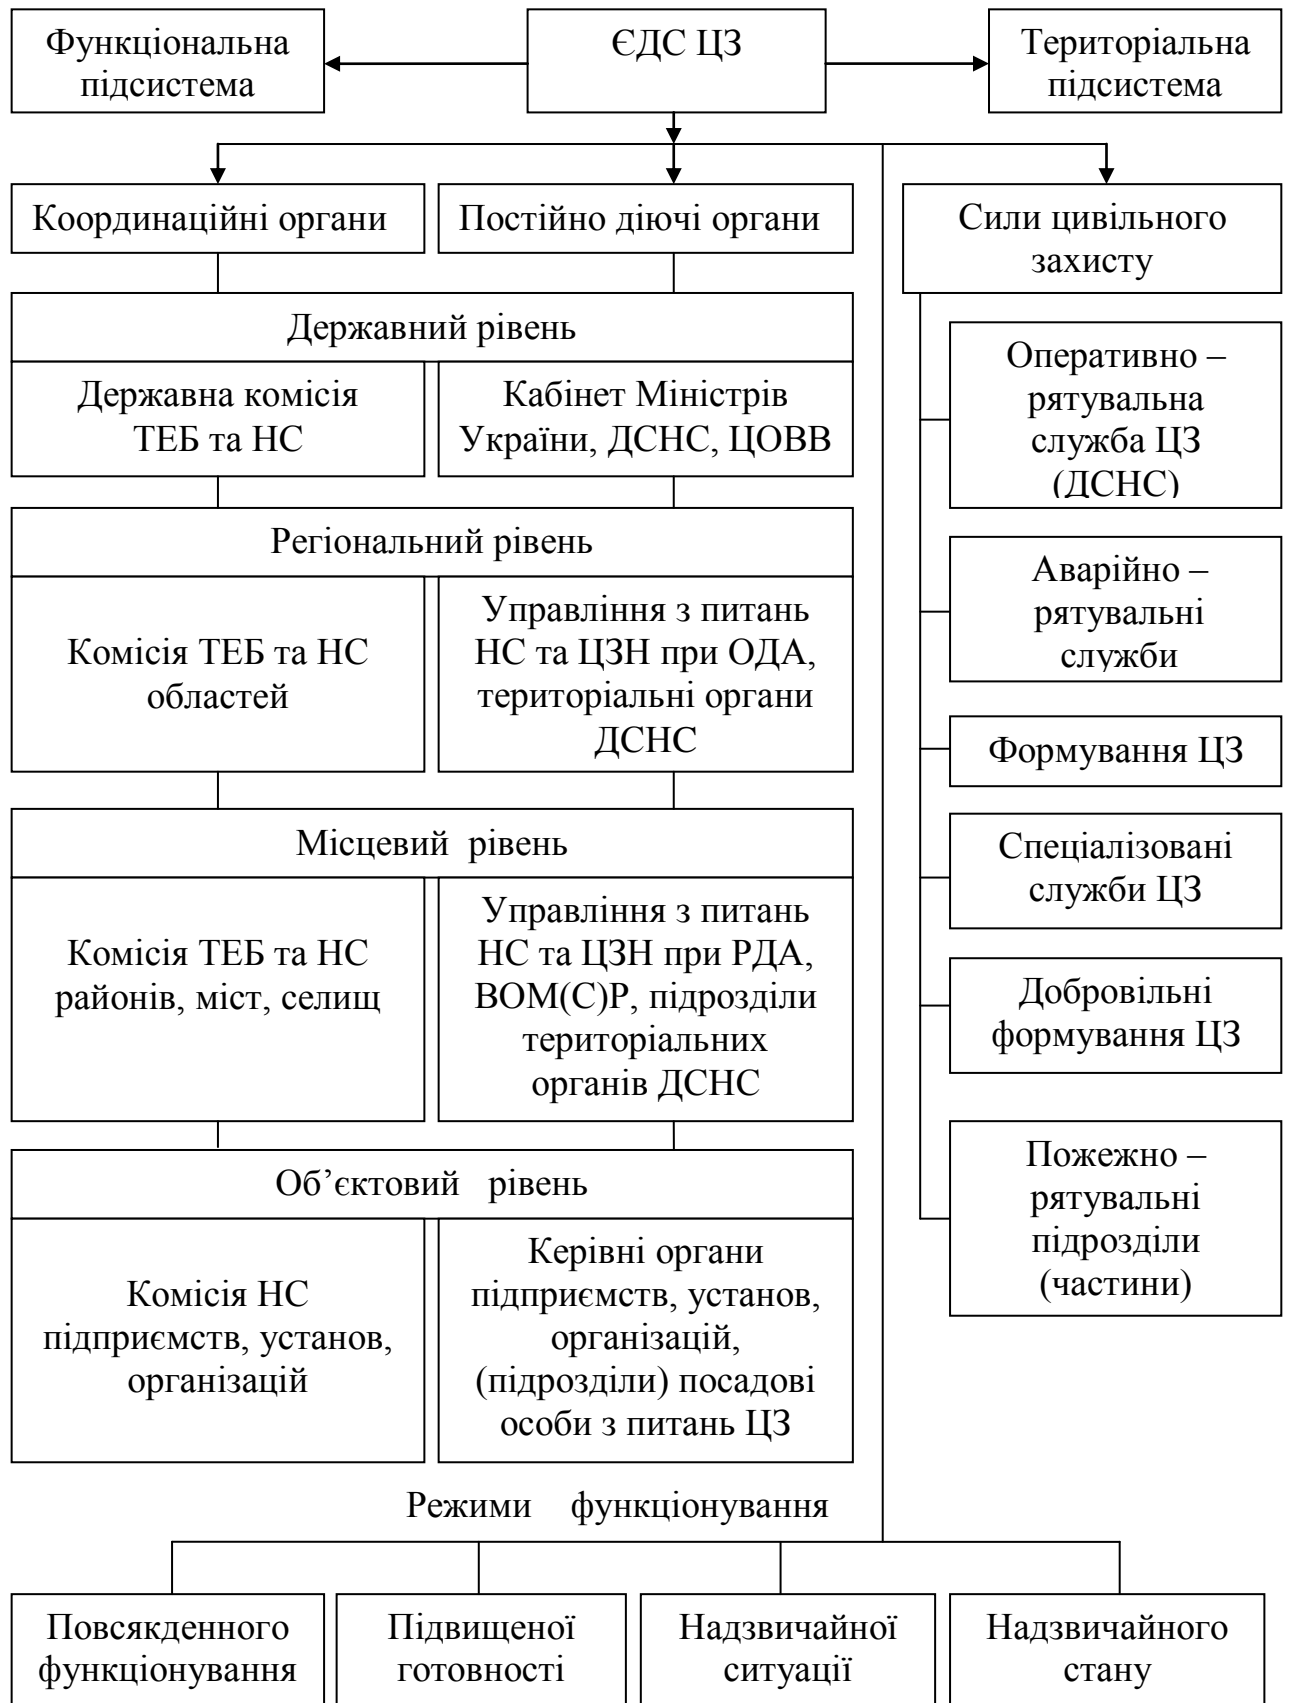 Функціональна
підсистема
ЄДС ЦЗ
Територіальна
підсистема
Координаційні органи
Постійно діючі органи
Сили цивільного
захисту
Державний рівень
Державна комісія
ТЕБ та НС
Кабінет Міністрів
України, ДСНС, ЦОВВ
Регіональний рівень
Комісія ТЕБ та НС
областей
Управління з питань
НС та ЦЗН при ОДА,
територіальні органи
ДСНС
Місцевий рівень
Комісія ТЕБ та НС
районів, міст, селищ
Управління з питань
НС та ЦЗН при РДА,
ВОМ(С)Р, підрозділи
територіальних
органів ДСНС
Об’єктовий рівень
Комісія НС
підприємств, установ,
організацій
Керівні органи
підприємств, установ,
організацій,
(підрозділи) посадові
особи з питань ЦЗ
Оперативно –
рятувальна
служба ЦЗ
(ДСНС)
Аварійно –
рятувальні
служби
Формування ЦЗ
Спеціалізовані
служби ЦЗ
Добровільні
формування ЦЗ
Пожежно –
рятувальні
підрозділи
(частини)
Режими функціонування
Повсякденного
функціонування
Підвищеної
готовності
Надзвичайної
ситуації
Надзвичайного
стану